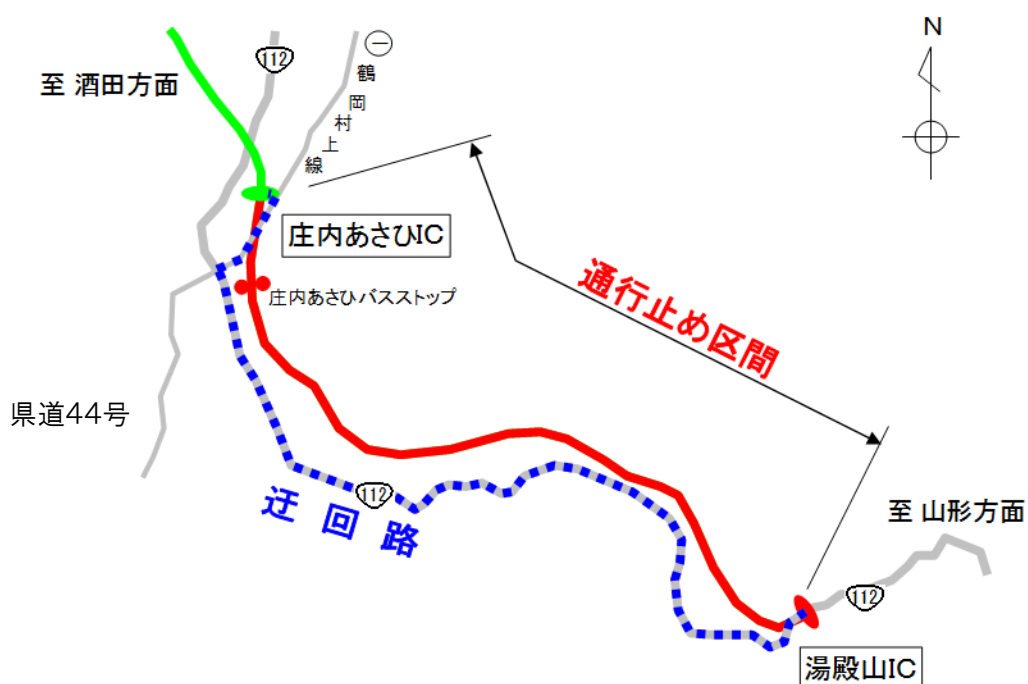 N
112
㊀鶴岡村上線
至 酒田方面
庄内あさひIC
通行止め区間
庄内あさひバスストップ
県道44号
112
迂回路
至 山形方面
112
湯殿山IC